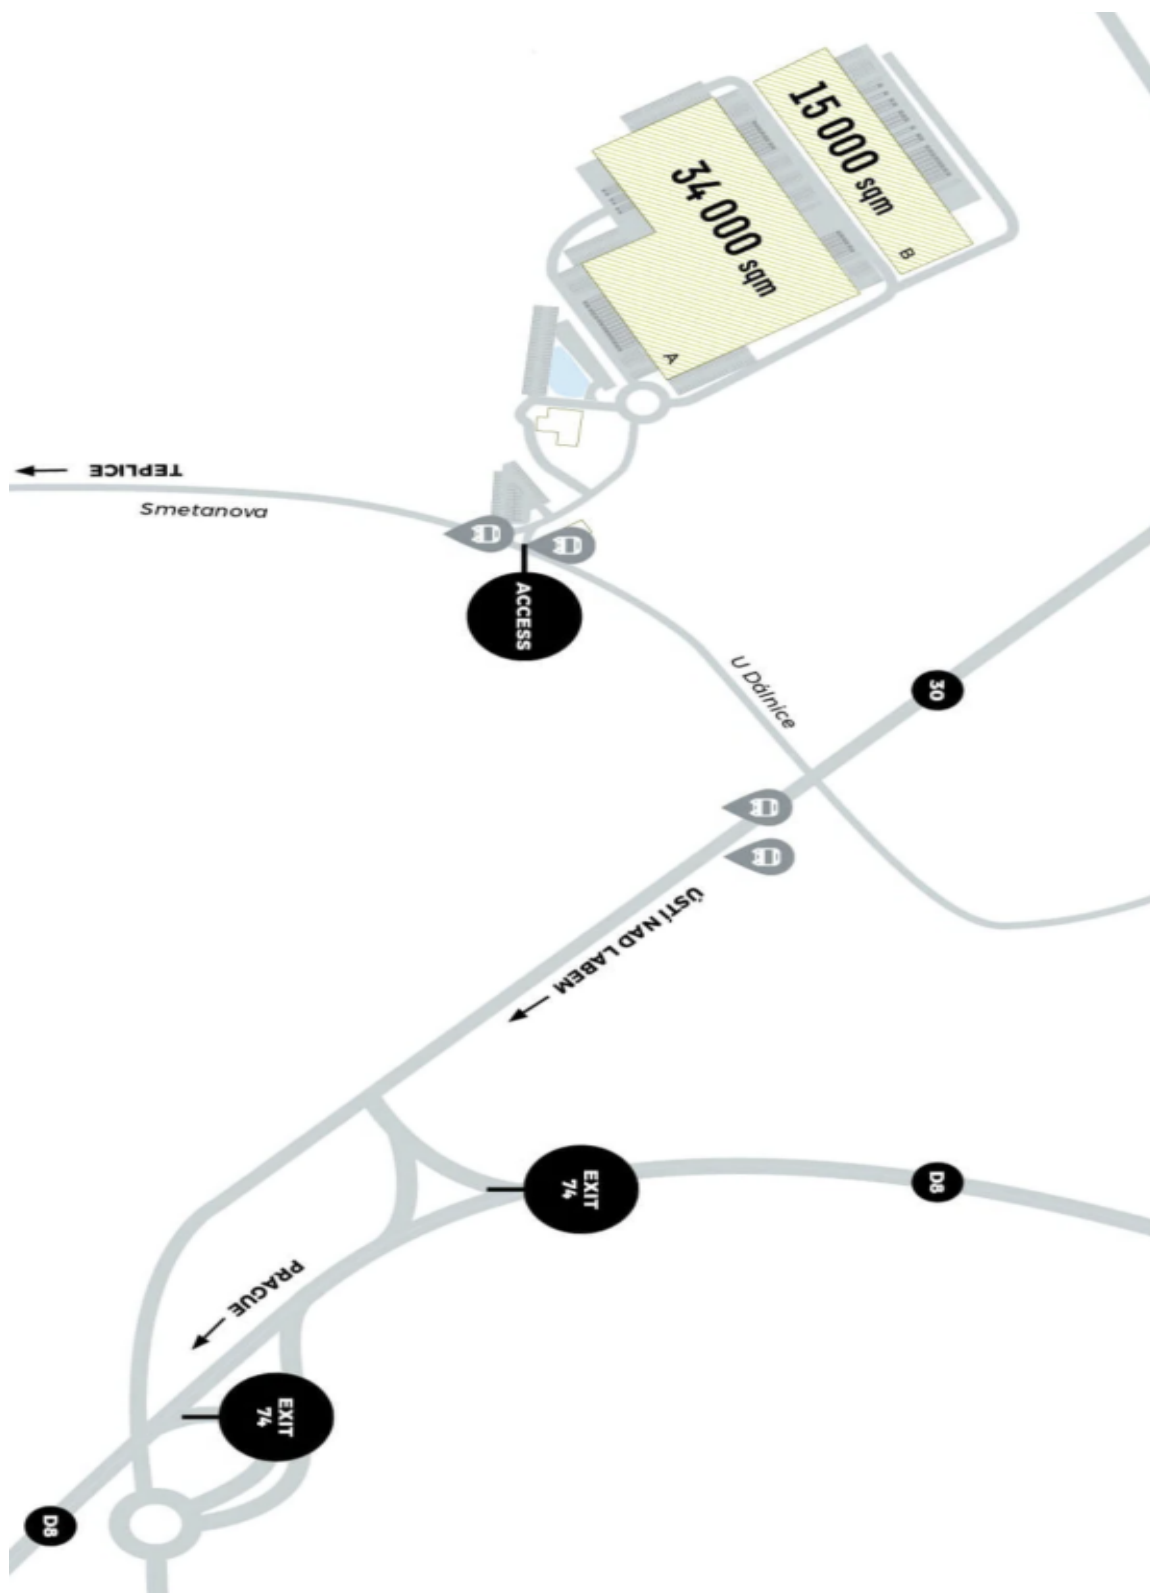 15 000 sqm
B
34 000 sqm
A
TEPLICE
Smetanova
ACCESS
U Dálnice
30
ÚSTÍ NAD LABEM
EXIT
74
D8
PRAGUE
EXIT
74
D8